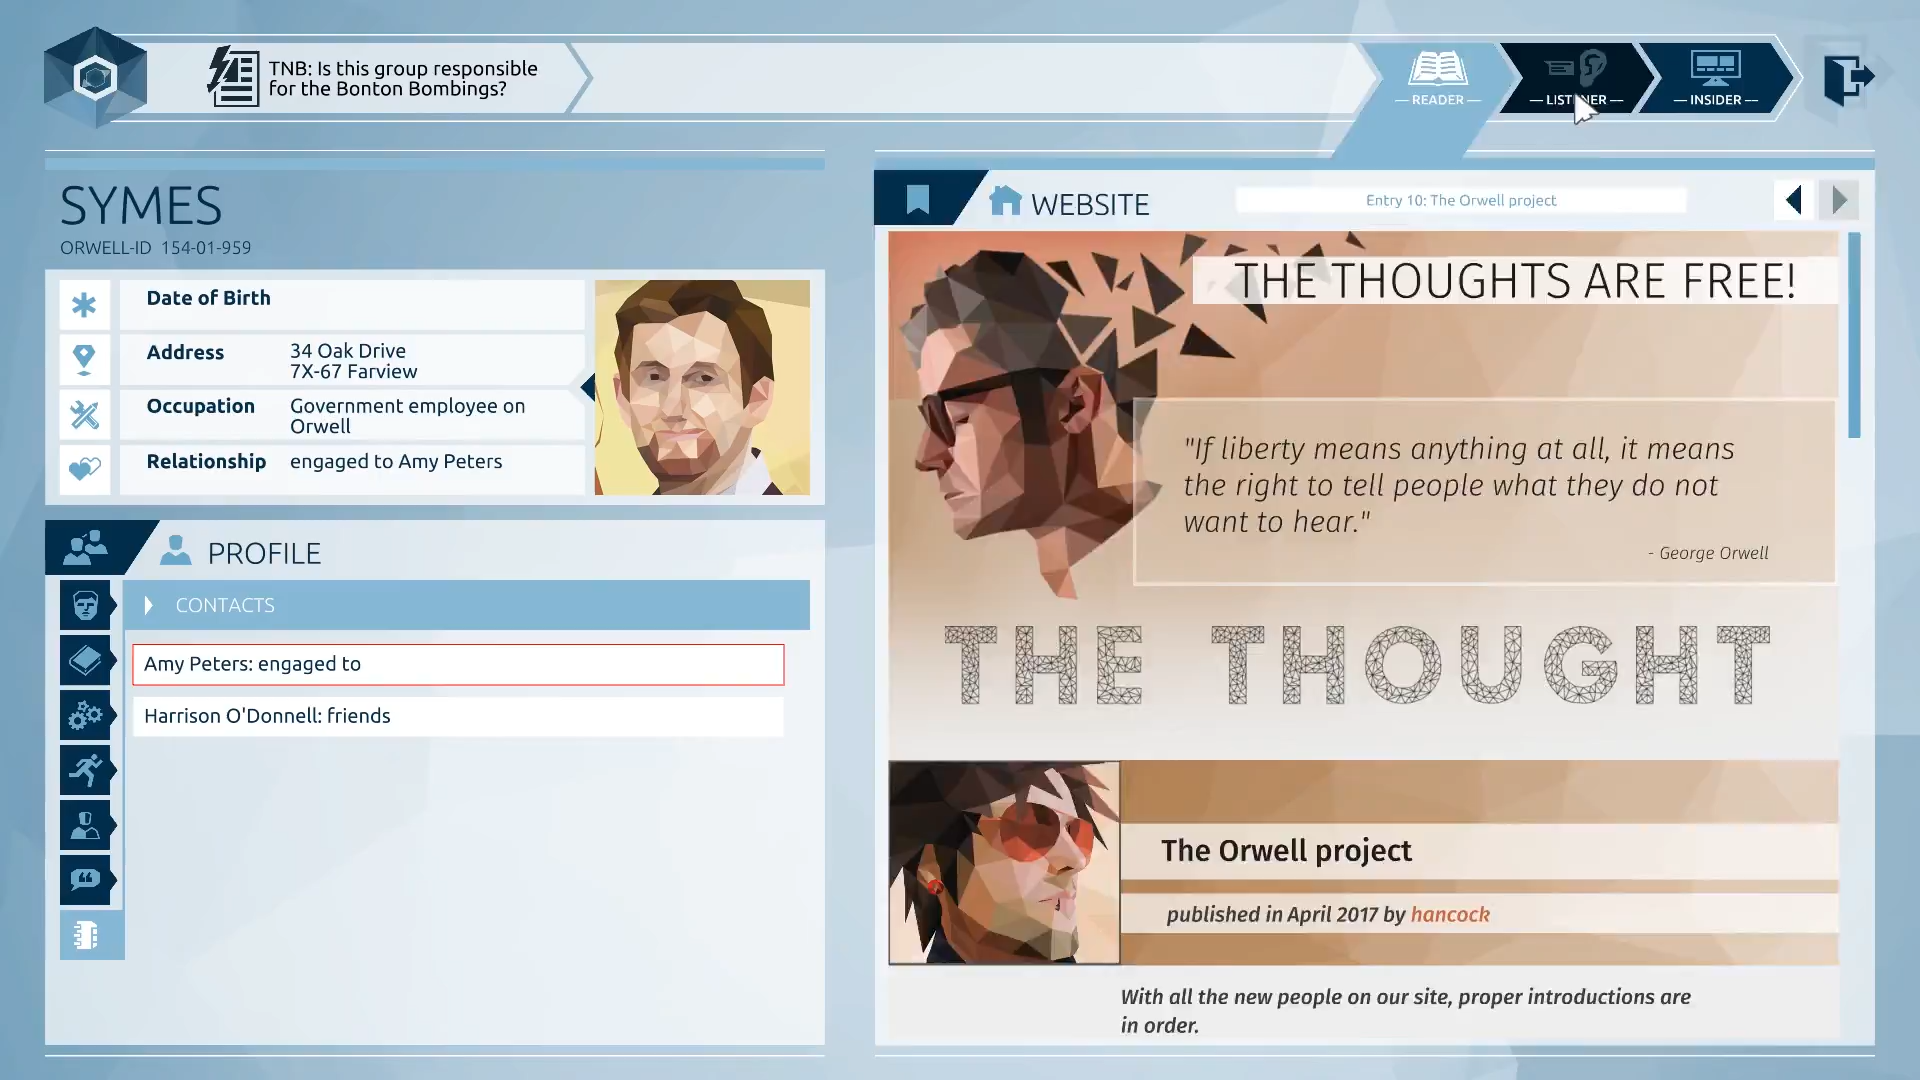 TNB: Is this group responsible
for the Bonton Bombings?
— READER —
— LISTENER —
— INSIDER —
SYMES
ORWELL-ID 154-01-959
Date of Birth
Address 34 Oak Drive
7X-67 Farview
Occupation Government employee on
Orwell
Relationship engaged to Amy Peters
PROFILE
CONTACTS
Amy Peters: engaged to
Harrison O'Donnell: friends
WEBSITE
Entry 10: The Orwell project
THE THOUGHTS ARE FREE!
"If liberty means anything at all, it means
the right to tell people what they do not
want to hear."
- George Orwell
THE THOUGHT
The Orwell project
published in April 2017 by hancock
With all the new people on our site, proper introductions are
in order.